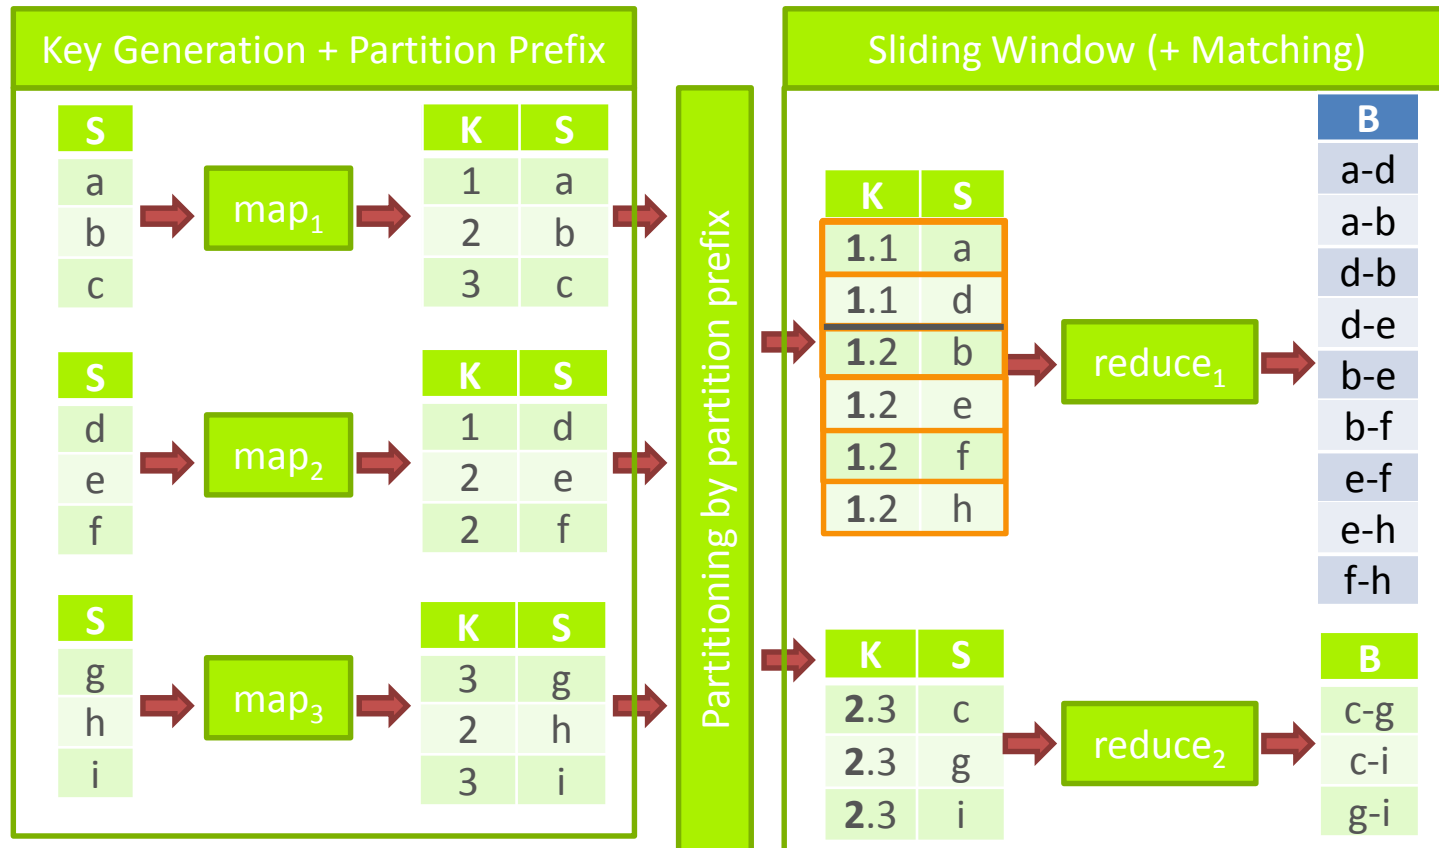 Key Generation + Partition Prefix
S
a
b
c
map₁
K S
1 a
2 b
3 c
S
d
e
f
map₂
K S
1 d
2 e
2 f
S
g
h
i
map₃
K S
3 g
2 h
3 i
Partitioning by partition prefix
Sliding Window (+ Matching)
K S
1.1 a
1.1 d
1.2 b
1.2 e
1.2 f
1.2 h
reduce₁
B
a-d
a-b
d-b
d-e
b-e
b-f
e-f
e-h
f-h
K S
2.3 c
2.3 g
2.3 i
reduce₂
B
c-g
c-i
g-i